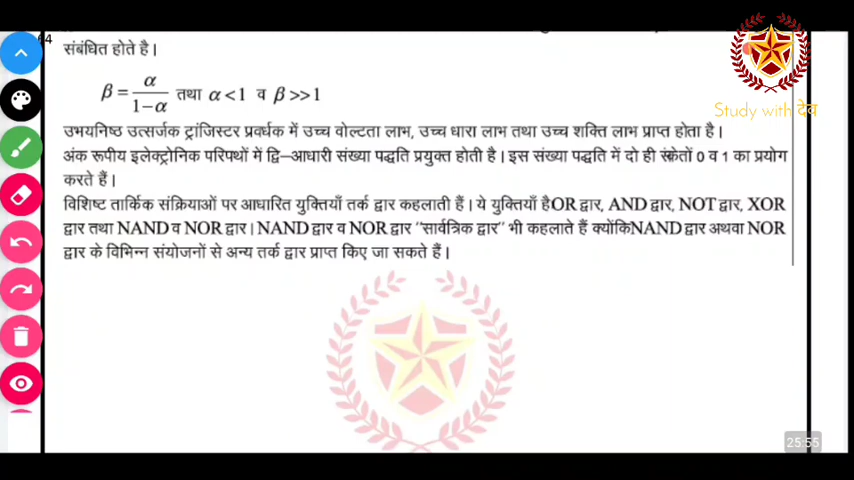 64
संबंधित होते है।
β = α / 1−α तथा α < 1 व β >> 1
Study with देव
उभयनिष्ठ उत्सर्जक ट्रांजिस्टर प्रवर्धक में उच्च वोल्टता लाभ, उच्च धारा लाभ तथा उच्च शक्ति लाभ प्राप्त होता है।
अंक रूपीय इलेक्ट्रोनिक परिपथों में द्वि–आधारी संख्या पद्धति प्रयुक्त होती है। इस संख्या पद्धति में दो ही संकेतों 0 व 1 का प्रयोग
करते हैं।
विशिष्ट तार्किक संक्रियाओं पर आधारित युक्तियाँ तर्क द्वार कहलाती हैं। ये युक्तियाँ हैOR द्वार, AND द्वार, NOT द्वार, XOR
द्वार तथा NAND व NOR द्वार। NAND द्वार व NOR द्वार "सार्वत्रिक द्वार" भी कहलाते हैं क्योंकिNAND द्वार अथवा NOR
द्वार के विभिन्न संयोजनों से अन्य तर्क द्वार प्राप्त किए जा सकते हैं।
25:55